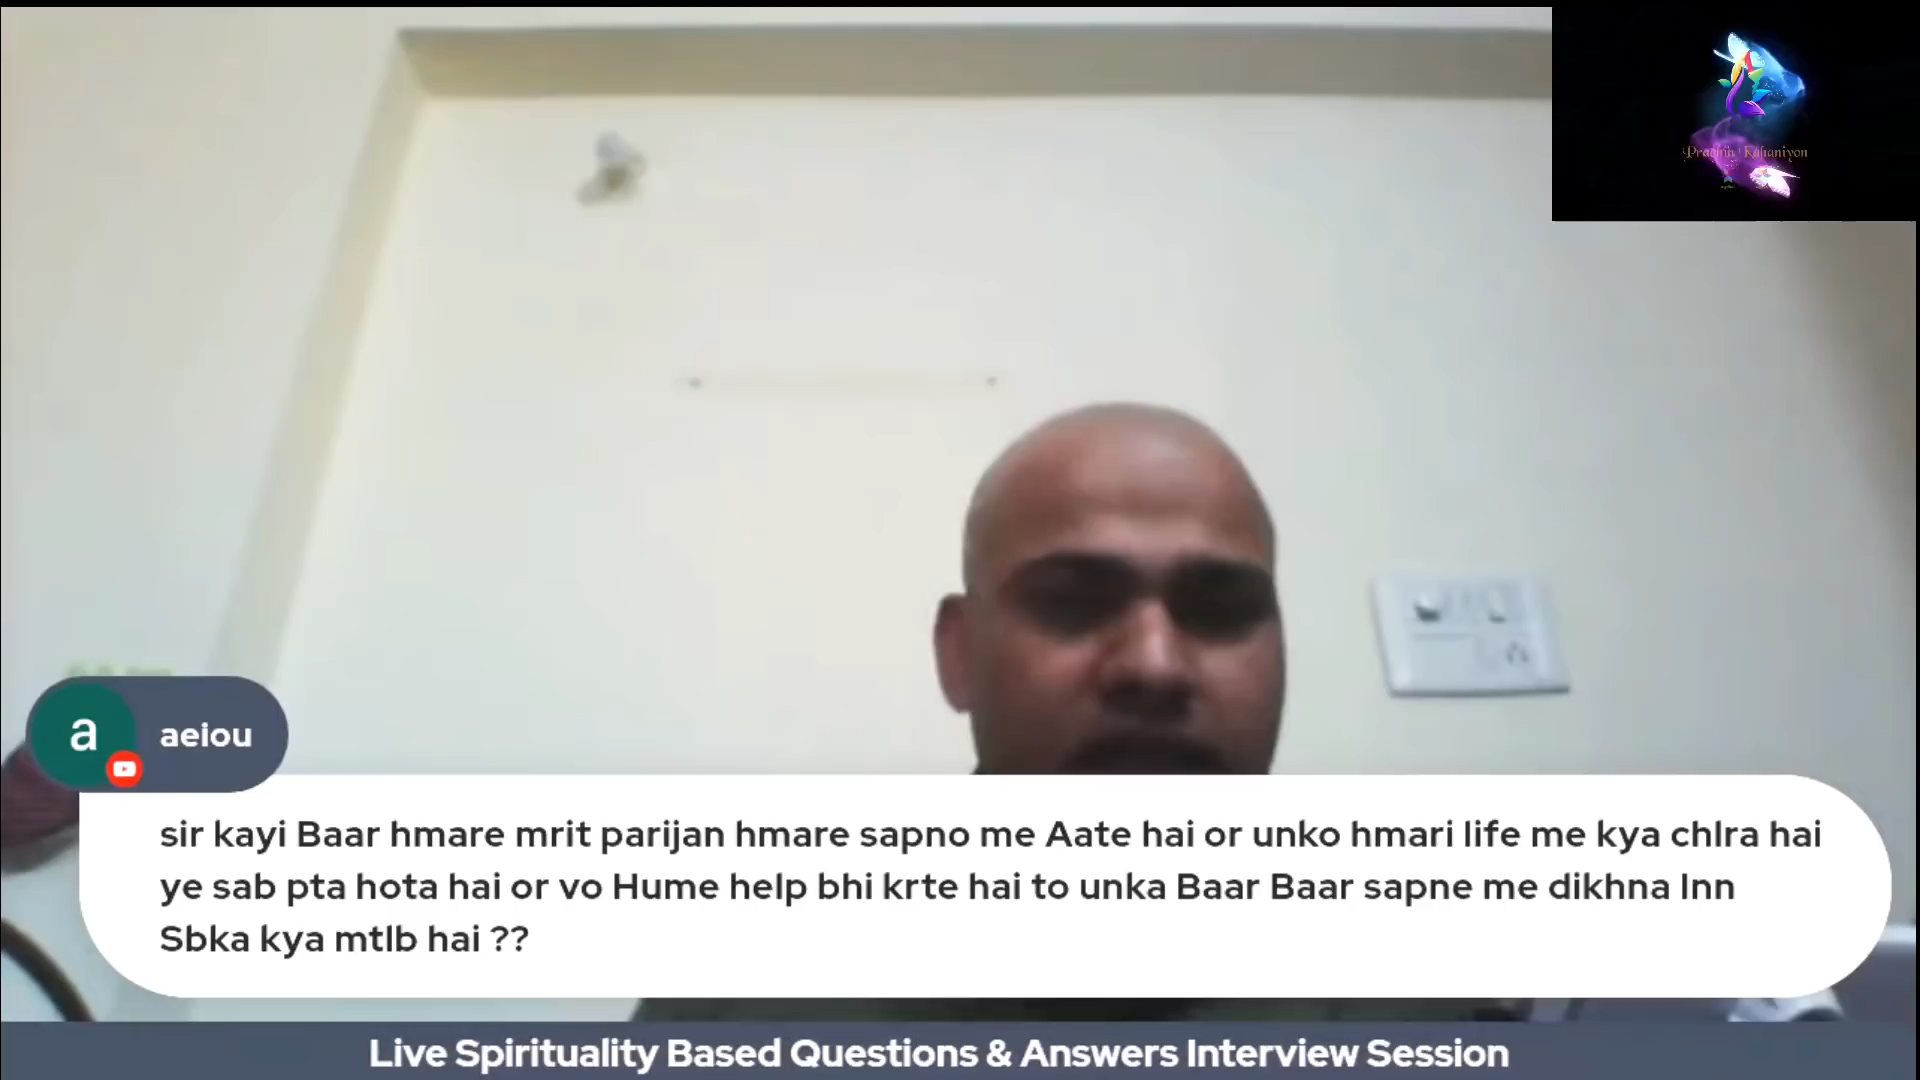 Prachin Kahaniyon
a
aeiou
sir kayi Baar hmare mrit parijan hmare sapno me Aate hai or unko hmari life me kya chlra hai
ye sab pta hota hai or vo Hume help bhi krte hai to unka Baar Baar sapne me dikhna Inn
Sbka kya mtlb hai ??
Live Spirituality Based Questions & Answers Interview Session